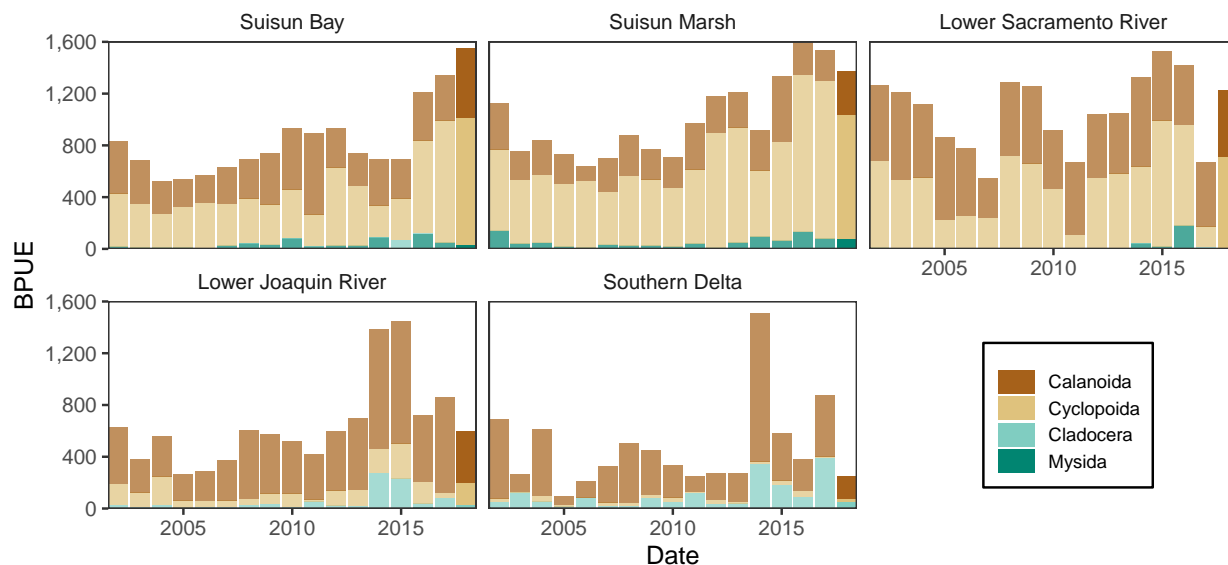 Suisun Bay
Suisun Marsh
Lower Sacramento River
1,600
1,200
800
400
0
2005
2010
2015
Lower Joaquin River
Southern Delta
1,600
1,200
800
400
0
2005
2010
2015
2005
2010
2015
BPUE
Date
Calanoida
Cyclopoida
Cladocera
Mysida